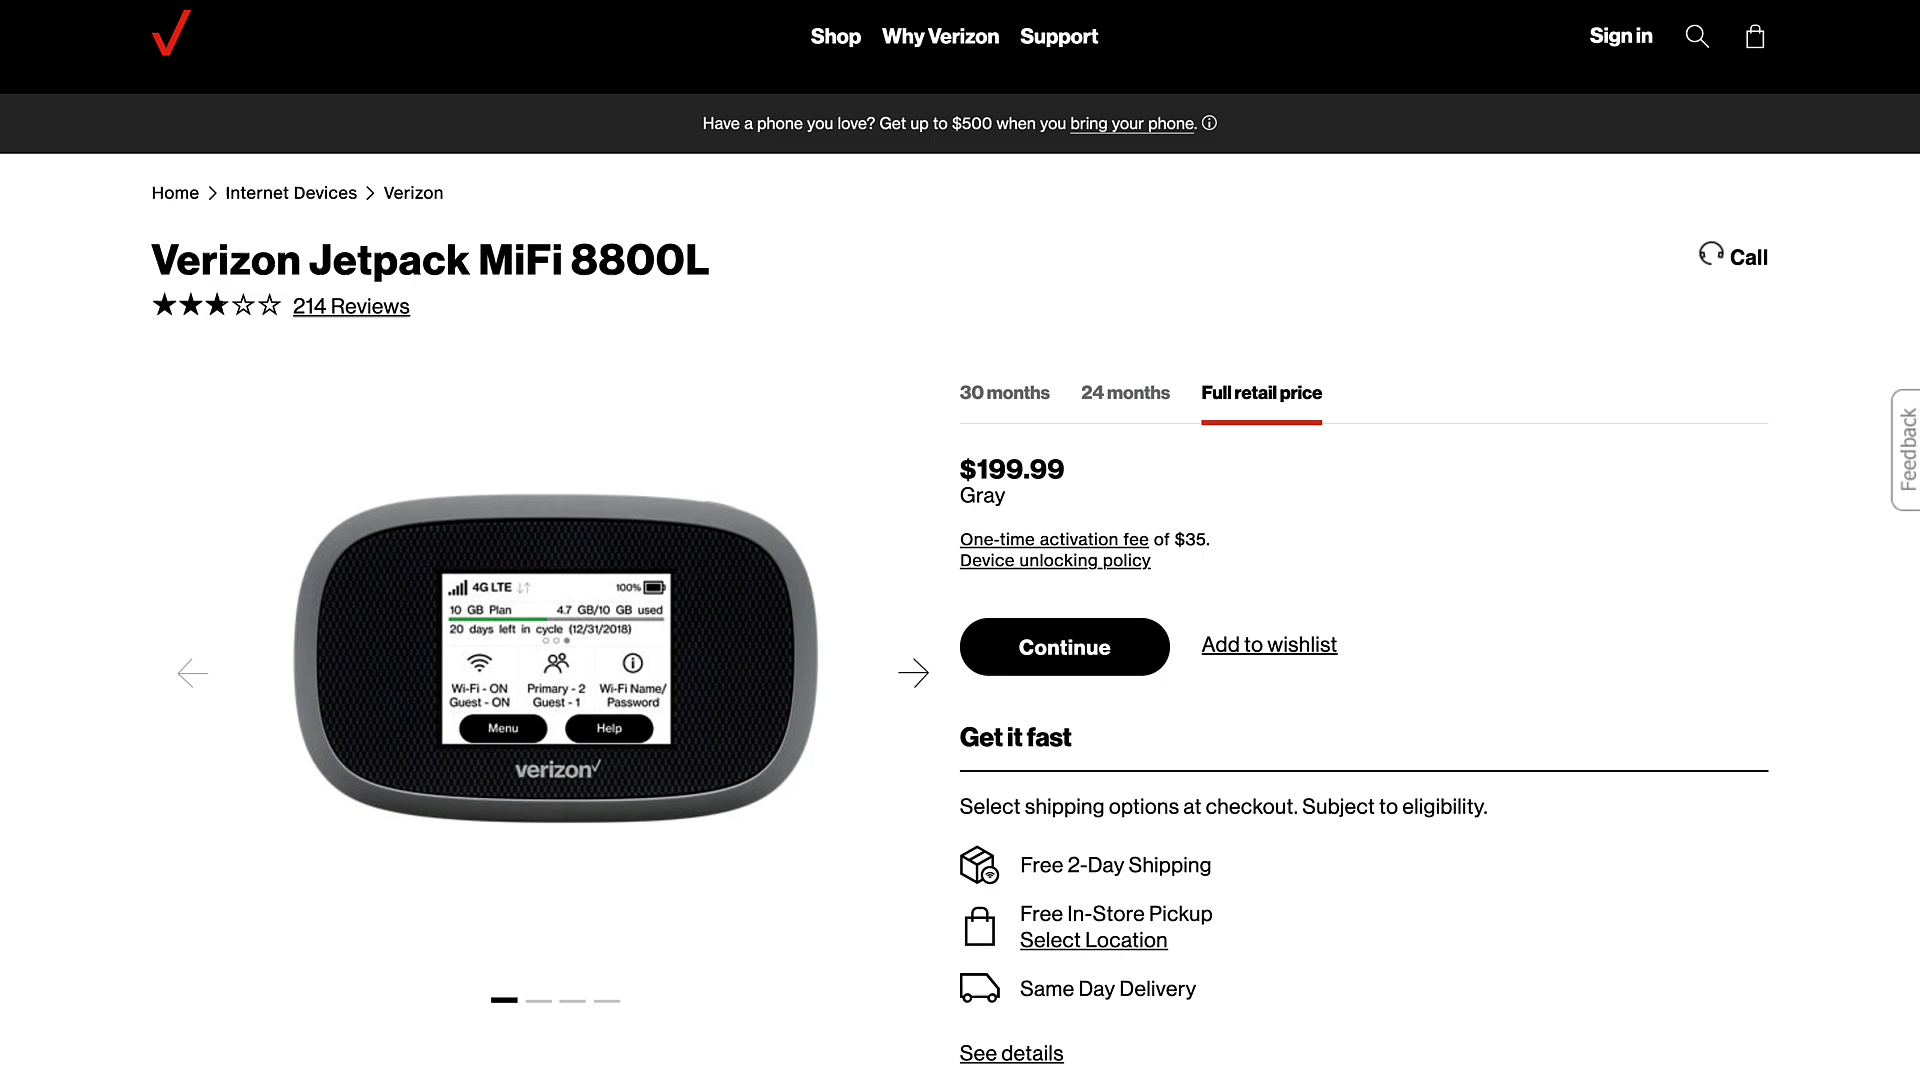 Shop Why Verizon Support
Sign in
Have a phone you love? Get up to $500 when you bring your phone.
Home > Internet Devices > Verizon
Verizon Jetpack MiFi 8800L
Call
214 Reviews
30 months 24 months Full retail price
$199.99
Gray
One-time activation fee of $35.
Device unlocking policy
Continue
Add to wishlist
Get it fast
Select shipping options at checkout. Subject to eligibility.
Free 2-Day Shipping
Free In-Store Pickup
Select Location
Same Day Delivery
See details
4G LTE 100%
10 GB Plan 4.7 GB/10 GB used
20 days left in cycle (12/31/2018)
Wi-Fi - ON Primary - 2 Wi-Fi Name/
Guest - ON Guest - 1 Password
Menu Help
verizon
Feedback